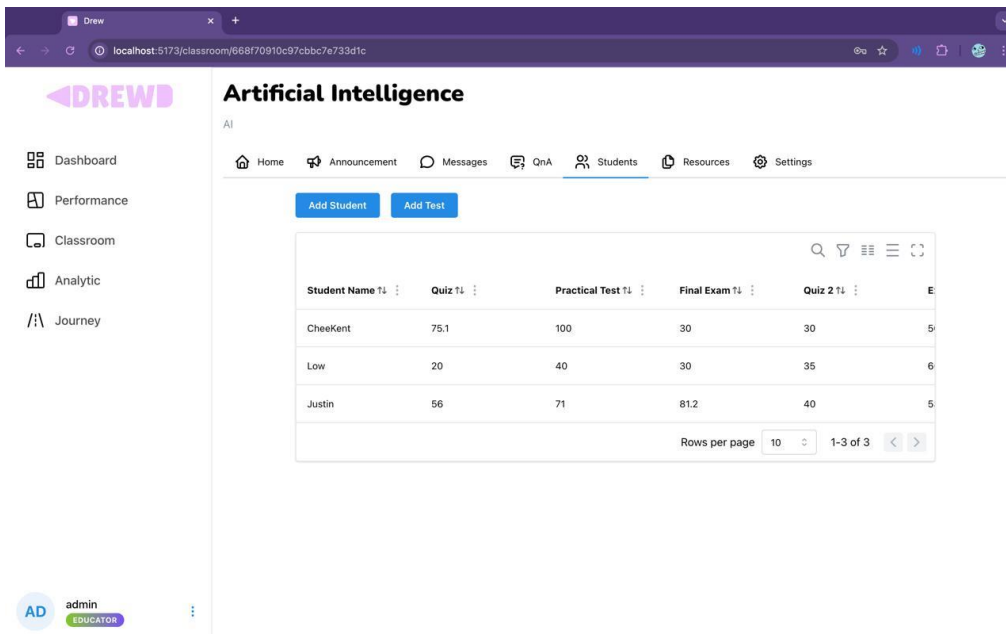 Drew
localhost:5173/classroom/668f70910c97cbbc7e733d1c
DREWD
Artificial Intelligence
AI
Dashboard
Performance
Classroom
Analytic
Journey
Home Announcement Messages QnA Students Resources Settings
Add Student Add Test
Student Name Quiz Practical Test Final Exam Quiz 2
CheeKent 75.1 100 30 30
Low 20 40 30 35
Justin 56 71 81.2 40
Rows per page 10 1-3 of 3
AD
admin
EDUCATOR